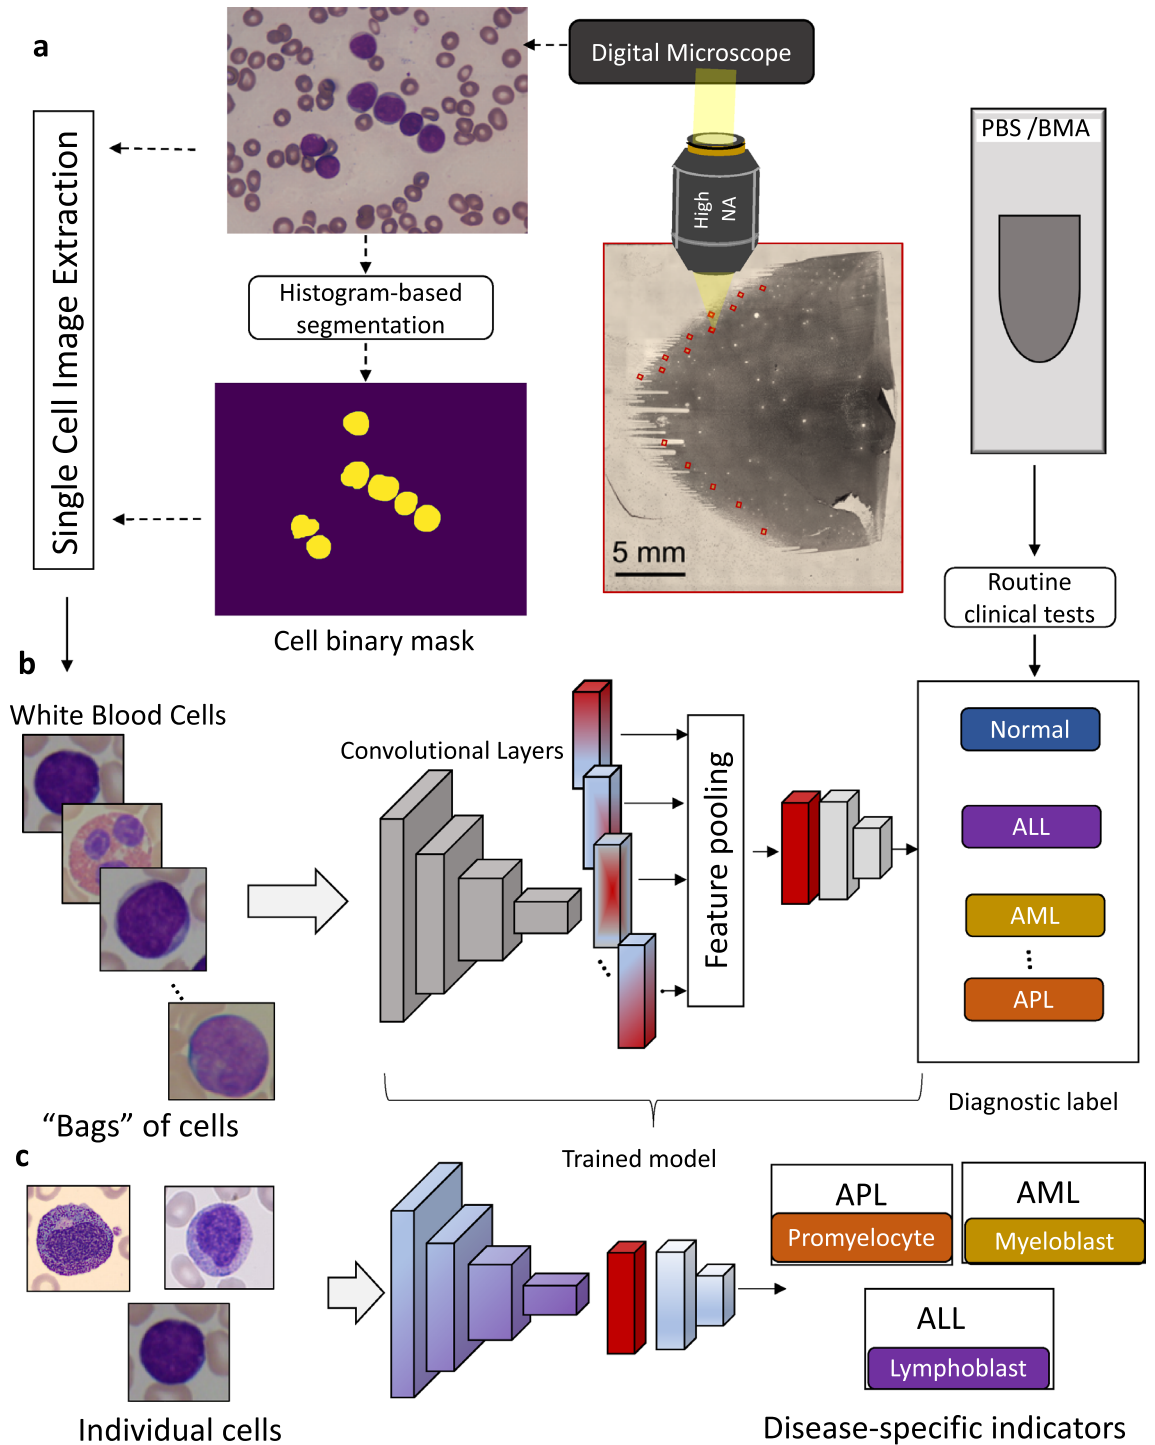 a
Digital Microscope
PBS /BMA
High
NA
Single Cell Image Extraction
Histogram-based
segmentation
5 mm
Routine
clinical tests
Cell binary mask
b
White Blood Cells
Convolutional Layers
Feature pooling
Normal
ALL
AML
APL
"Bags" of cells
Diagnostic label
Trained model
c
APL
Promyelocyte
AML
Myeloblast
ALL
Lymphoblast
Individual cells
Disease-specific indicators